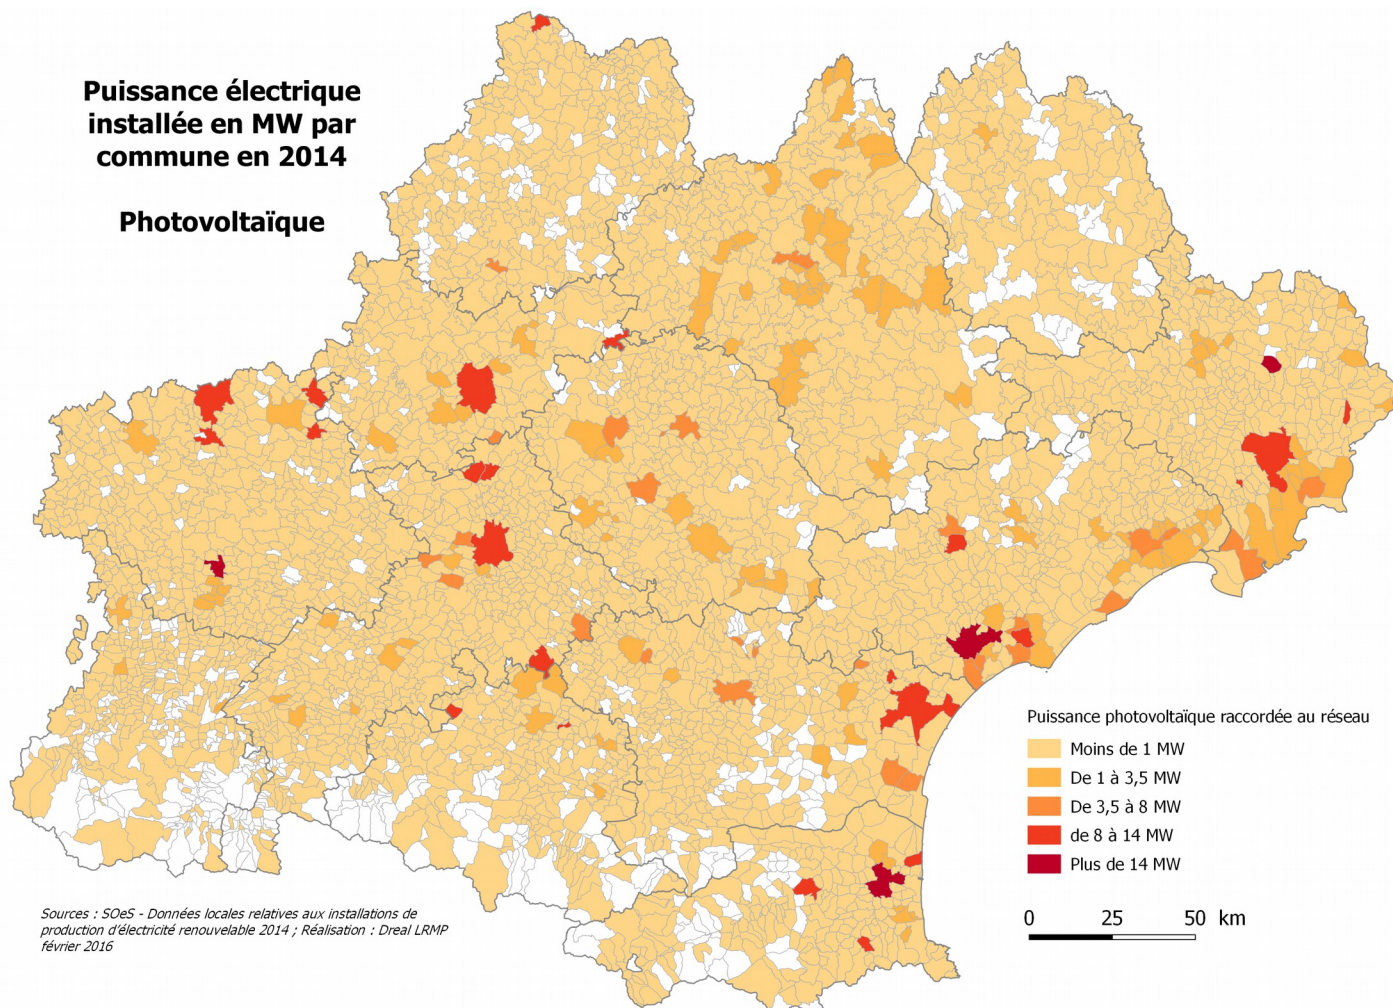 Puissance électrique
installée en MW par
commune en 2014
Photovoltaïque
Puissance photovoltaïque raccordée au réseau
Moins de 1 MW
De 1 à 3,5 MW
De 3,5 à 8 MW
de 8 à 14 MW
Plus de 14 MW
0 25 50 km
Sources : SOeS - Données locales relatives aux installations de
production d'électricité renouvelable 2014 ; Réalisation : Dreal LRMP
février 2016